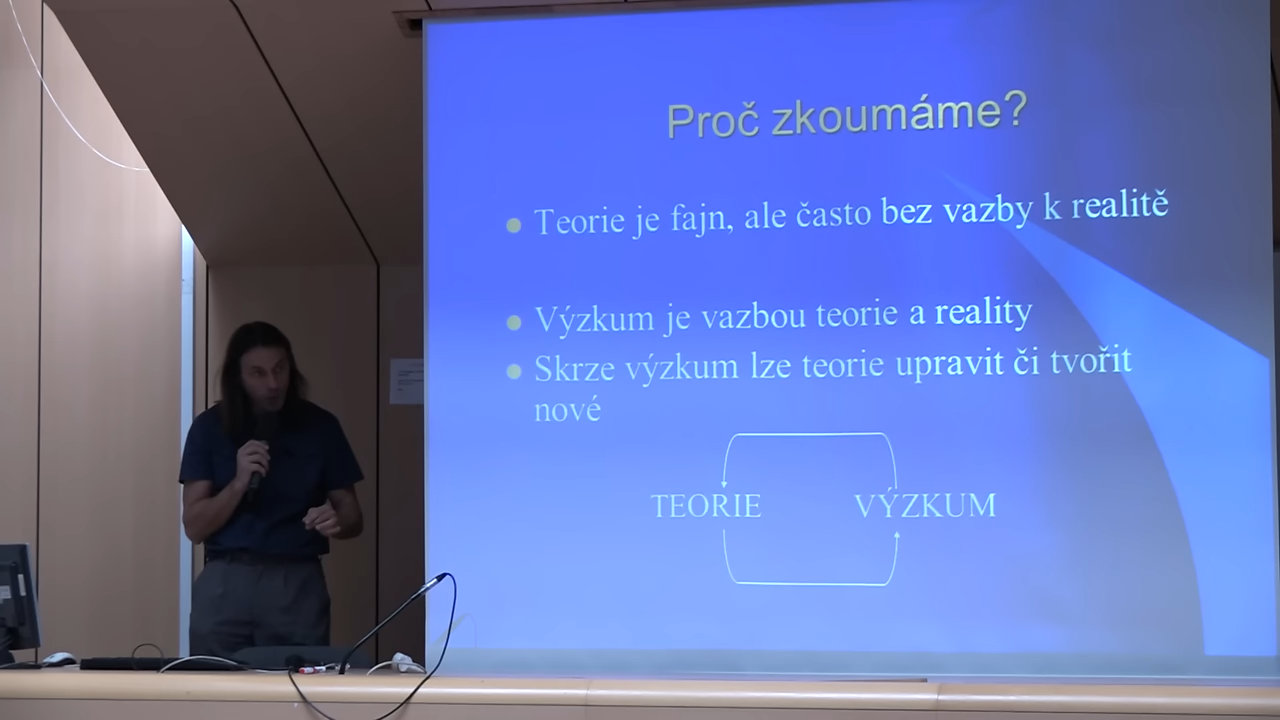 Proč zkoumáme?
Teorie je fajn, ale často bez vazby k realitě
Výzkum je vazbou teorie a reality
Skrze výzkum lze teorie upravit či tvořit
nové
TEORIE VÝZKUM